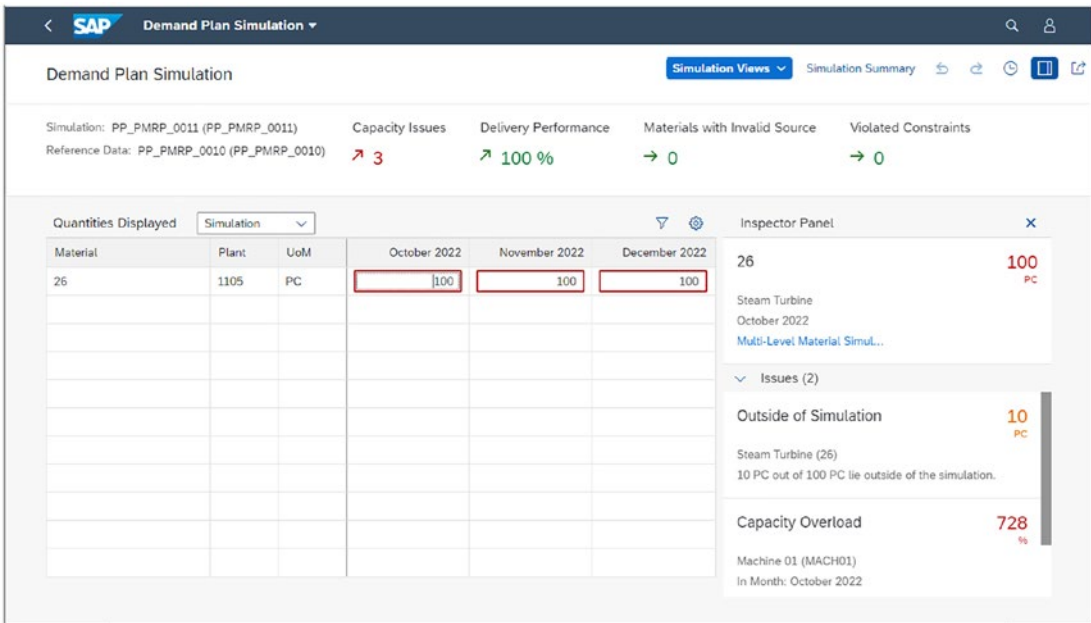 SAP Demand Plan Simulation
Demand Plan Simulation
Simulation Views Simulation Summary
Simulation: PP_PMRP_0011 (PP_PMRP_0011)
Reference Data: PP_PMRP_0010 (PP_PMRP_0010)
Capacity Issues
3
Delivery Performance
100 %
Materials with Invalid Source
0
Violated Constraints
0
Quantities Displayed Simulation
Material Plant UoM October 2022 November 2022 December 2022
26 1105 PC 100 100 100
Inspector Panel
26 100
PC
Steam Turbine
October 2022
Multi-Level Material Simul...
Issues (2)
Outside of Simulation 10
PC
Steam Turbine (26)
10 PC out of 100 PC lie outside of the simulation.
Capacity Overload 728
%
Machine 01 (MACH01)
In Month: October 2022